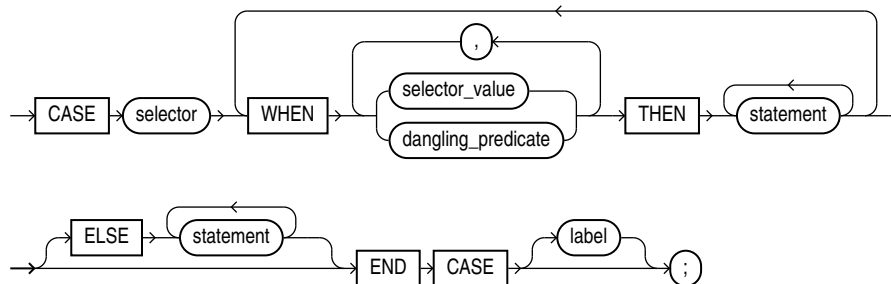 ,
selector_value
CASE selector WHEN THEN statement
dangling_predicate
ELSE statement label
END CASE ;